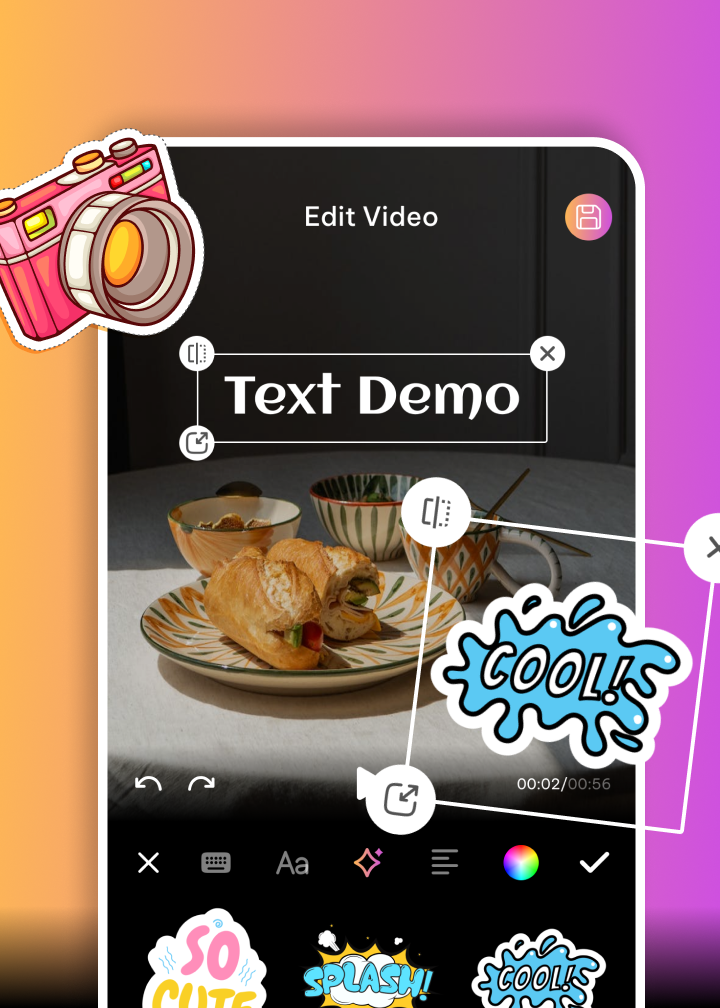 Edit Video
Text Demo
COOL!
00:02/00:56
Aa
SO
CUTE
SPLASH!
COOL!